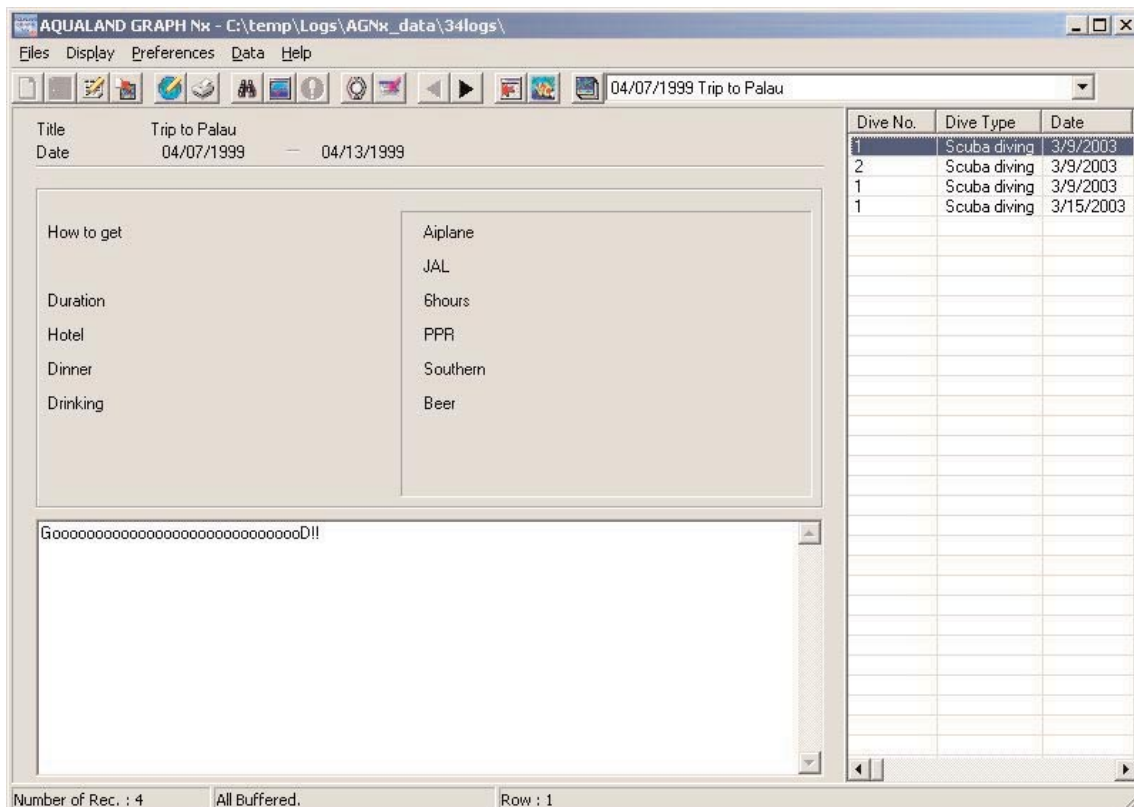 AQUALAND GRAPH Nx - C:\temp\Logs\AGNx_data\34logs\
Files Display Preferences Data Help
04/07/1999 Trip to Palau
Title Trip to Palau
Date 04/07/1999 — 04/13/1999
How to get Aiplane
JAL
Duration 6hours
Hotel PPR
Dinner Southern
Drinking Beer
GooooooooooooooooooooooooooooooD!!
Dive No. Dive Type Date
1 Scuba diving 3/9/2003
2 Scuba diving 3/9/2003
1 Scuba diving 3/9/2003
1 Scuba diving 3/15/2003
Number of Rec. : 4 All Buffered. Row : 1